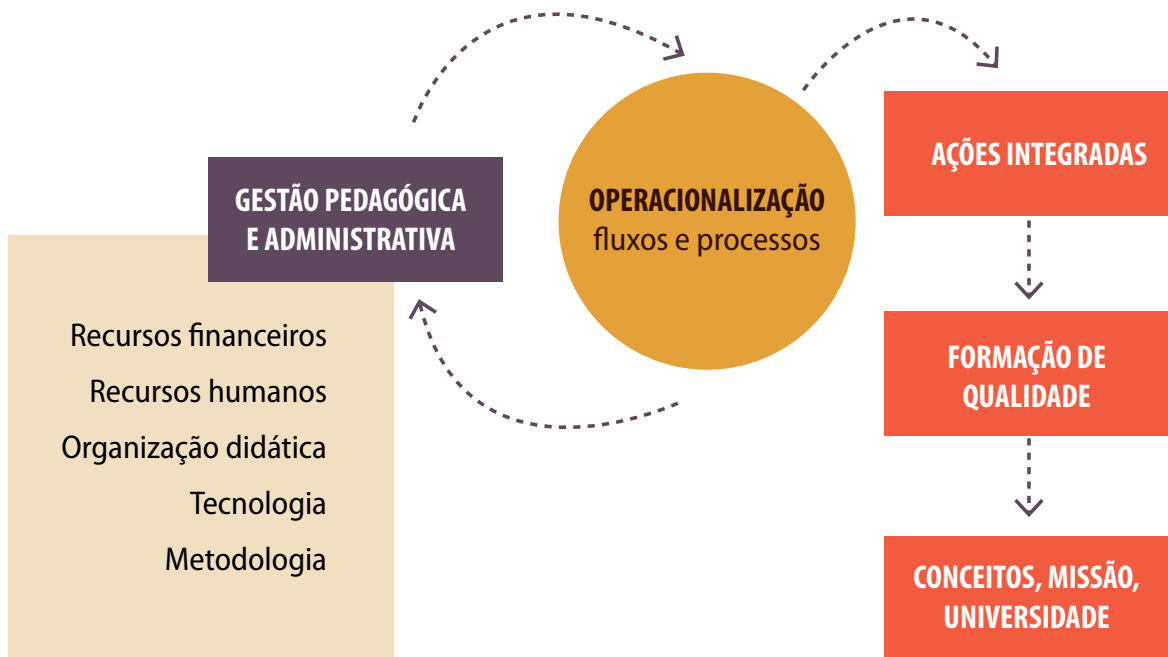 GESTÃO PEDAGÓGICA
E ADMINISTRATIVA
Recursos financeiros
Recursos humanos
Organização didática
Tecnologia
Metodologia
OPERACIONALIZAÇÃO
fluxos e processos
AÇÕES INTEGRADAS
FORMAÇÃO DE
QUALIDADE
CONCEITOS, MISSÃO,
UNIVERSIDADE